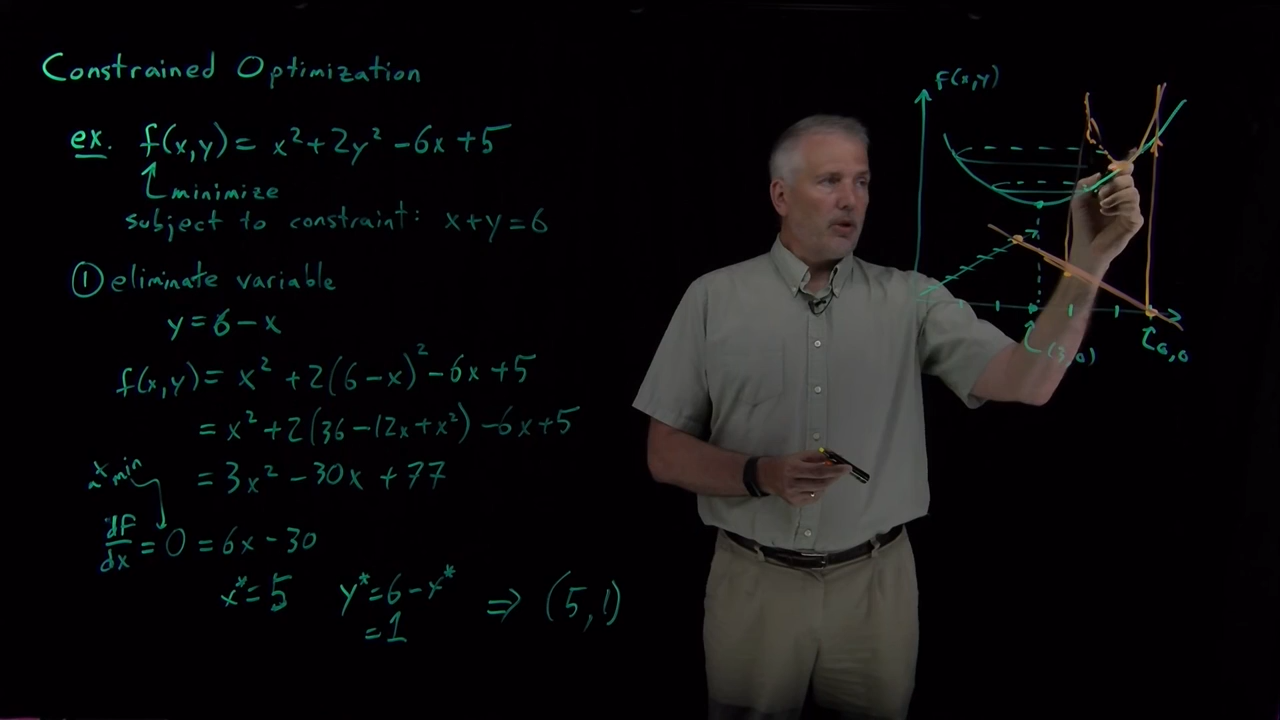 Constrained Optimization
ex. f(x,y) = x² + 2y² - 6x + 5
minimize
subject to constraint: x+y=6
① eliminate variable
y = 6 - x
f(x,y) = x² + 2(6-x)² - 6x + 5
= x² + 2(36 - 12x + x²) - 6x + 5
= 3x² - 30x + 77
at min
df/dx = 0 = 6x - 30
x* = 5 y* = 6 - x* ⇒ (5,1)
= 1
f(x,y)
(3,0)
6,0